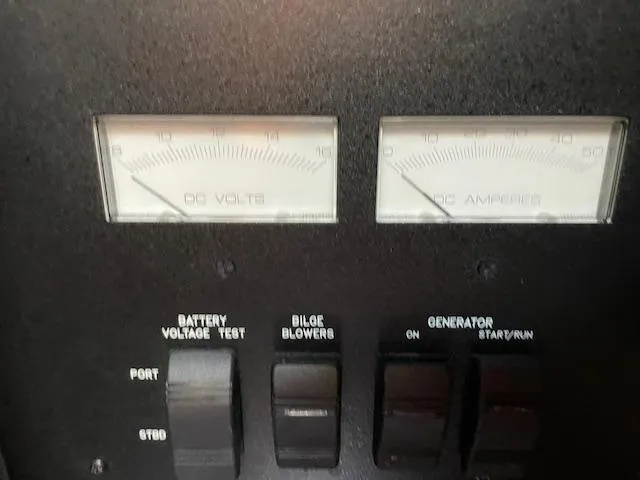 8 10 12 14 16
DC VOLTS
0 10 20 30 40 50
DC AMPERES
BATTERY
VOLTAGE TEST
PORT
STBD
BILGE
BLOWERS
GENERATOR
ON START/RUN